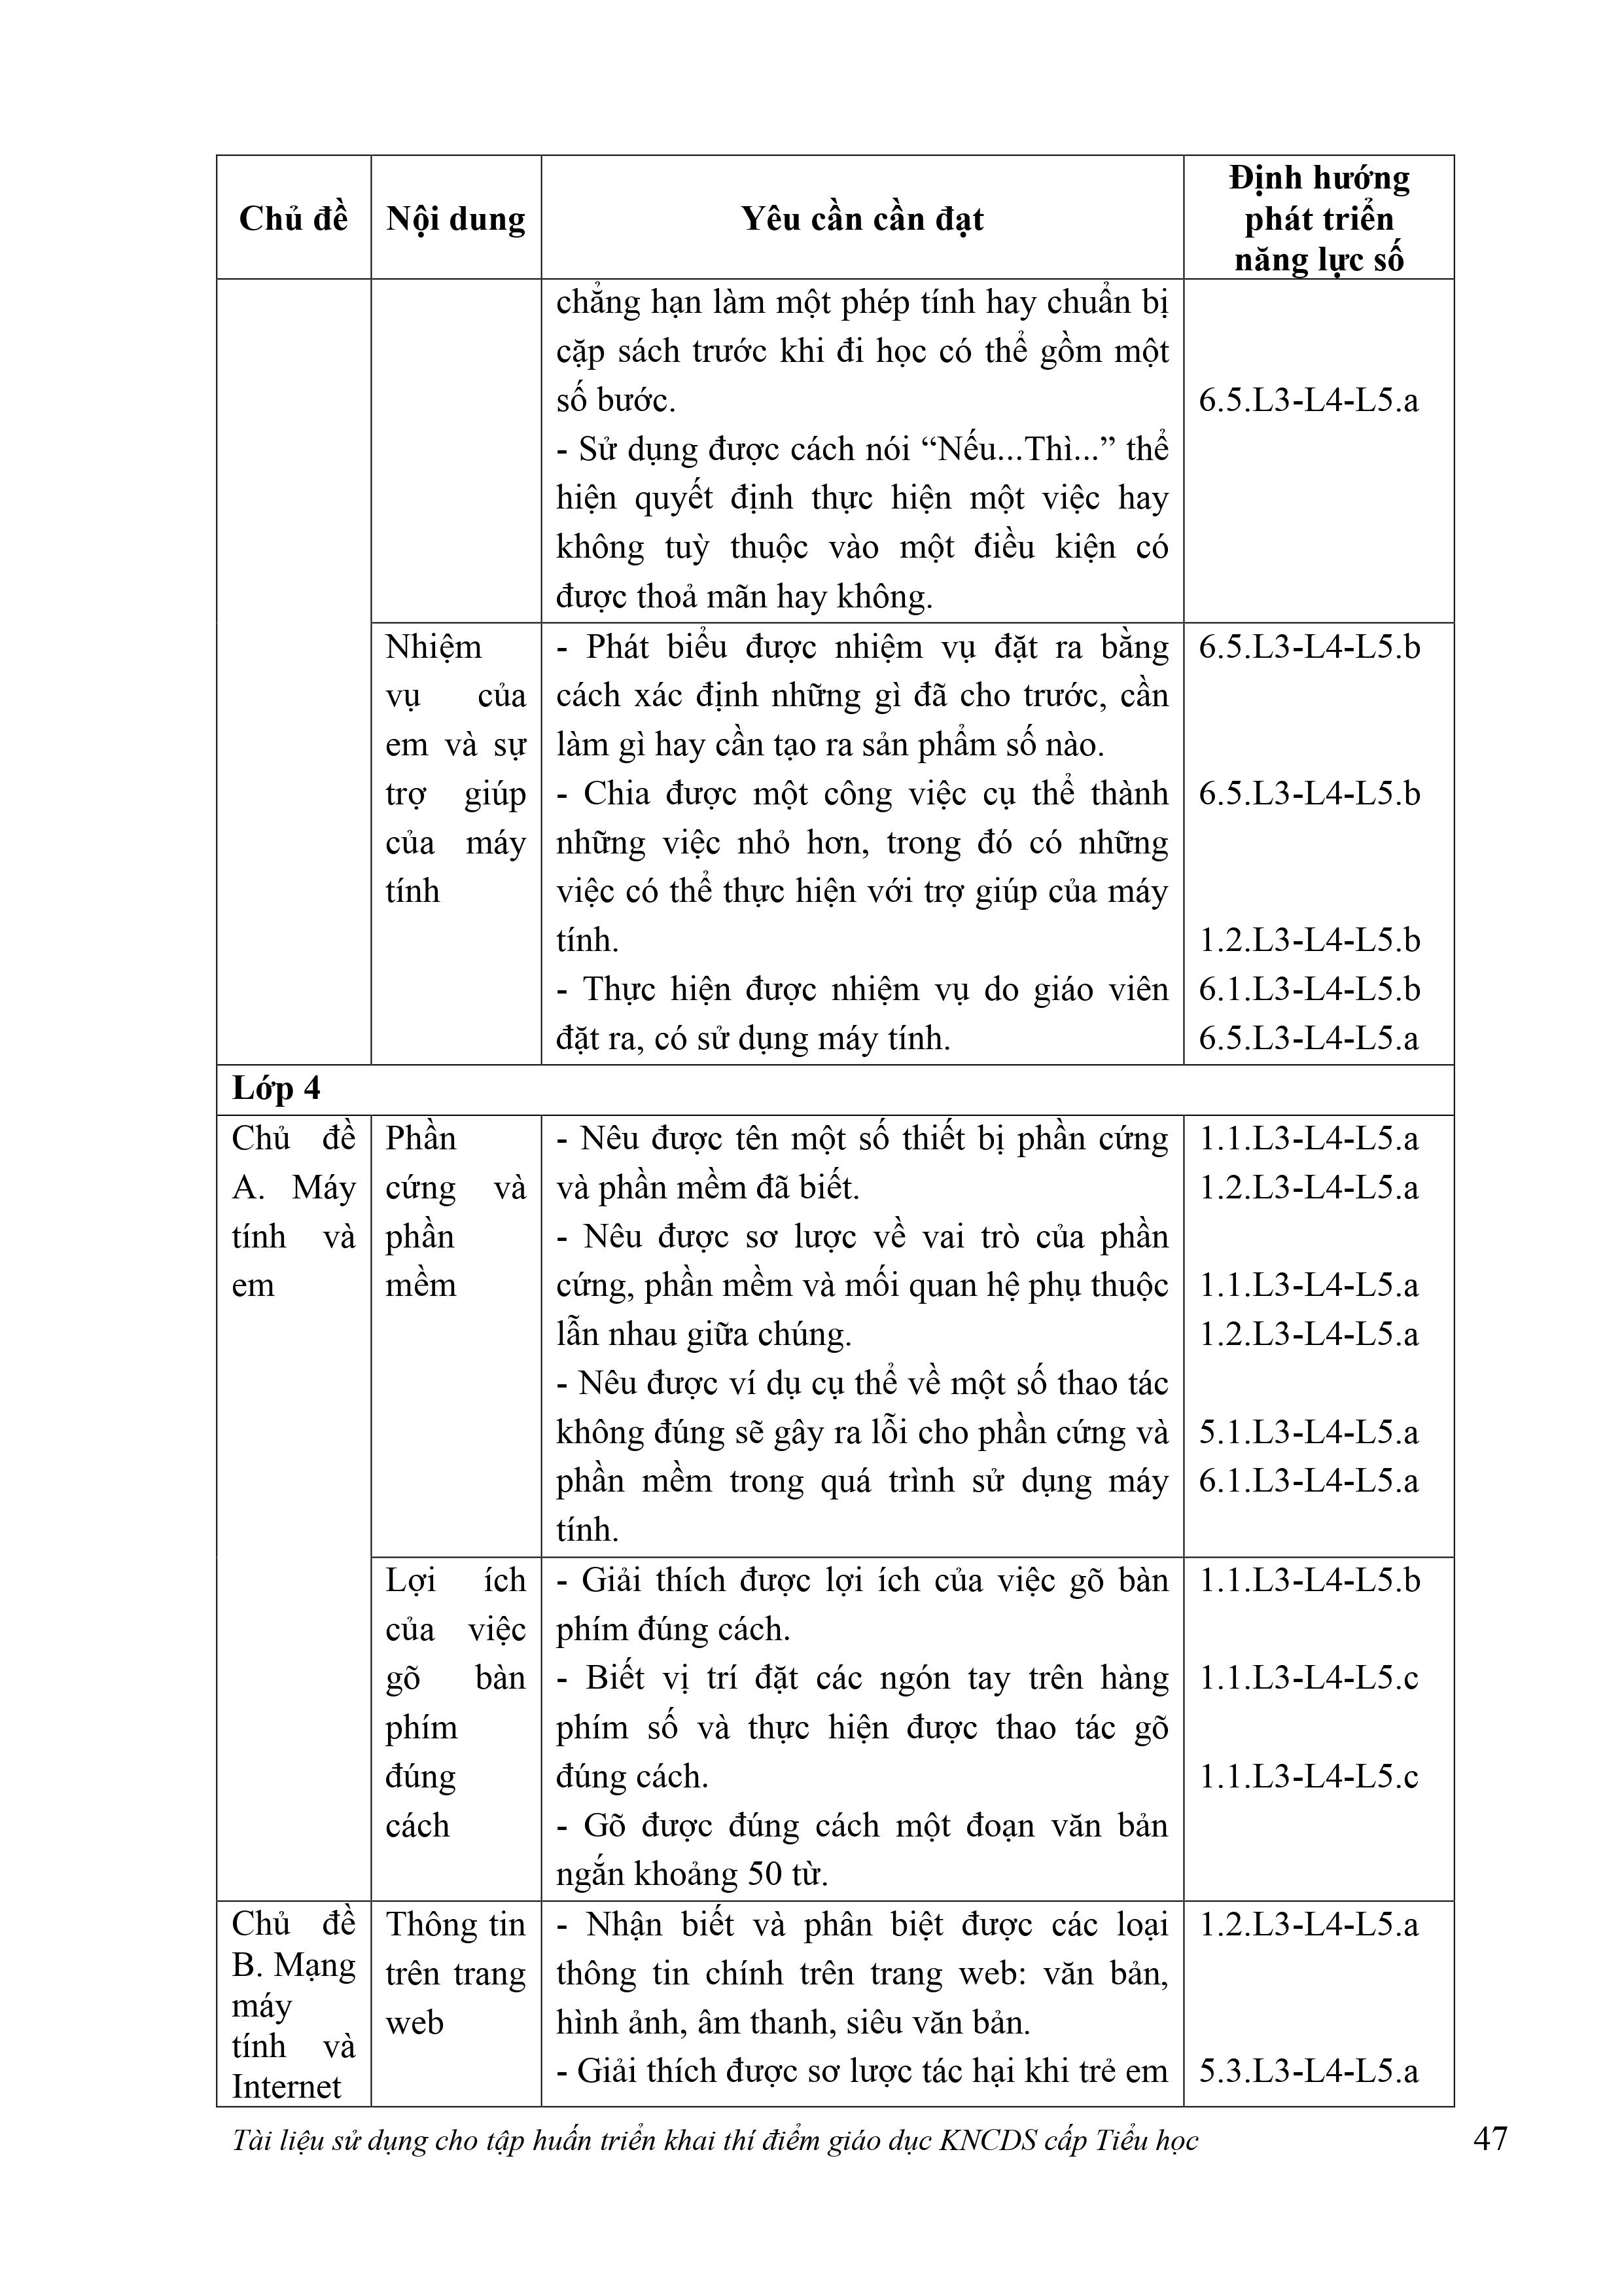 Chủ đề
Nội dung
Yêu cần cần đạt
Định hướng
phát triển
năng lực số
chẳng hạn làm một phép tính hay chuẩn bị
cặp sách trước khi đi học có thể gồm một
số bước.
- Sử dụng được cách nói “Nếu...Thì...” thể
hiện quyết định thực hiện một việc hay
không tuỳ thuộc vào một điều kiện có
được thoả mãn hay không.
6.5.L3-L4-L5.a
Nhiệm
vụ của
em và sự
trợ giúp
của máy
tính
- Phát biểu được nhiệm vụ đặt ra bằng
cách xác định những gì đã cho trước, cần
làm gì hay cần tạo ra sản phẩm số nào.
- Chia được một công việc cụ thể thành
những việc nhỏ hơn, trong đó có những
việc có thể thực hiện với trợ giúp của máy
tính.
- Thực hiện được nhiệm vụ do giáo viên
đặt ra, có sử dụng máy tính.
6.5.L3-L4-L5.b
6.5.L3-L4-L5.b
1.2.L3-L4-L5.b
6.1.L3-L4-L5.b
6.5.L3-L4-L5.a
Lớp 4
Chủ đề
A. Máy
tính và
em
Phần
cứng và
phần
mềm
- Nêu được tên một số thiết bị phần cứng
và phần mềm đã biết.
- Nêu được sơ lược về vai trò của phần
cứng, phần mềm và mối quan hệ phụ thuộc
lẫn nhau giữa chúng.
- Nêu được ví dụ cụ thể về một số thao tác
không đúng sẽ gây ra lỗi cho phần cứng và
phần mềm trong quá trình sử dụng máy
tính.
1.1.L3-L4-L5.a
1.2.L3-L4-L5.a
1.1.L3-L4-L5.a
1.2.L3-L4-L5.a
5.1.L3-L4-L5.a
6.1.L3-L4-L5.a
Lợi ích
của việc
gõ bàn
phím
đúng
cách
- Giải thích được lợi ích của việc gõ bàn
phím đúng cách.
- Biết vị trí đặt các ngón tay trên hàng
phím số và thực hiện được thao tác gõ
đúng cách.
- Gõ được đúng cách một đoạn văn bản
ngắn khoảng 50 từ.
1.1.L3-L4-L5.b
1.1.L3-L4-L5.c
1.1.L3-L4-L5.c
Chủ đề
B. Mạng
máy
tính và
Internet
Thông tin
trên trang
web
- Nhận biết và phân biệt được các loại
thông tin chính trên trang web: văn bản,
hình ảnh, âm thanh, siêu văn bản.
- Giải thích được sơ lược tác hại khi trẻ em
1.2.L3-L4-L5.a
5.3.L3-L4-L5.a
Tài liệu sử dụng cho tập huấn triển khai thí điểm giáo dục KNCDS cấp Tiểu học
47